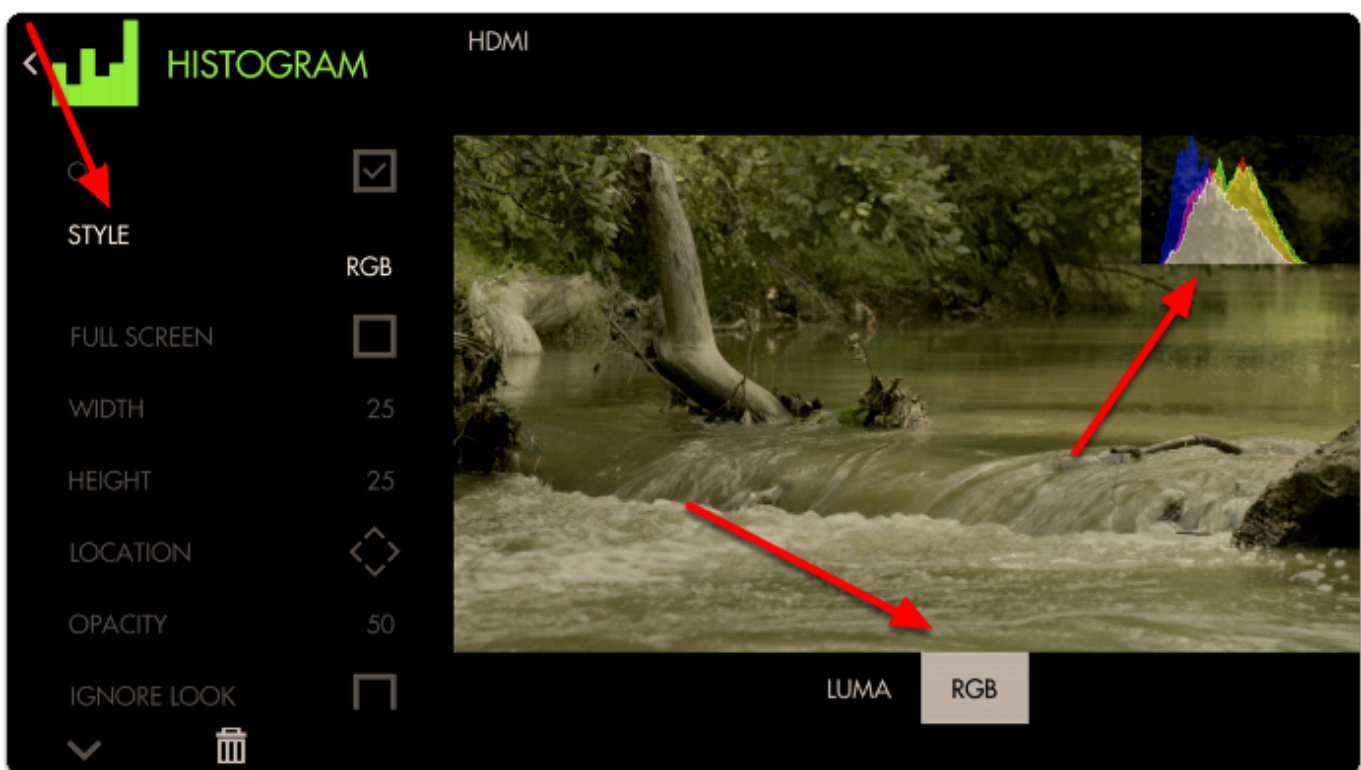 HISTOGRAM
HDMI
STYLE
RGB
FULL SCREEN
WIDTH 25
HEIGHT 25
LOCATION
OPACITY 50
IGNORE LOOK
LUMA RGB